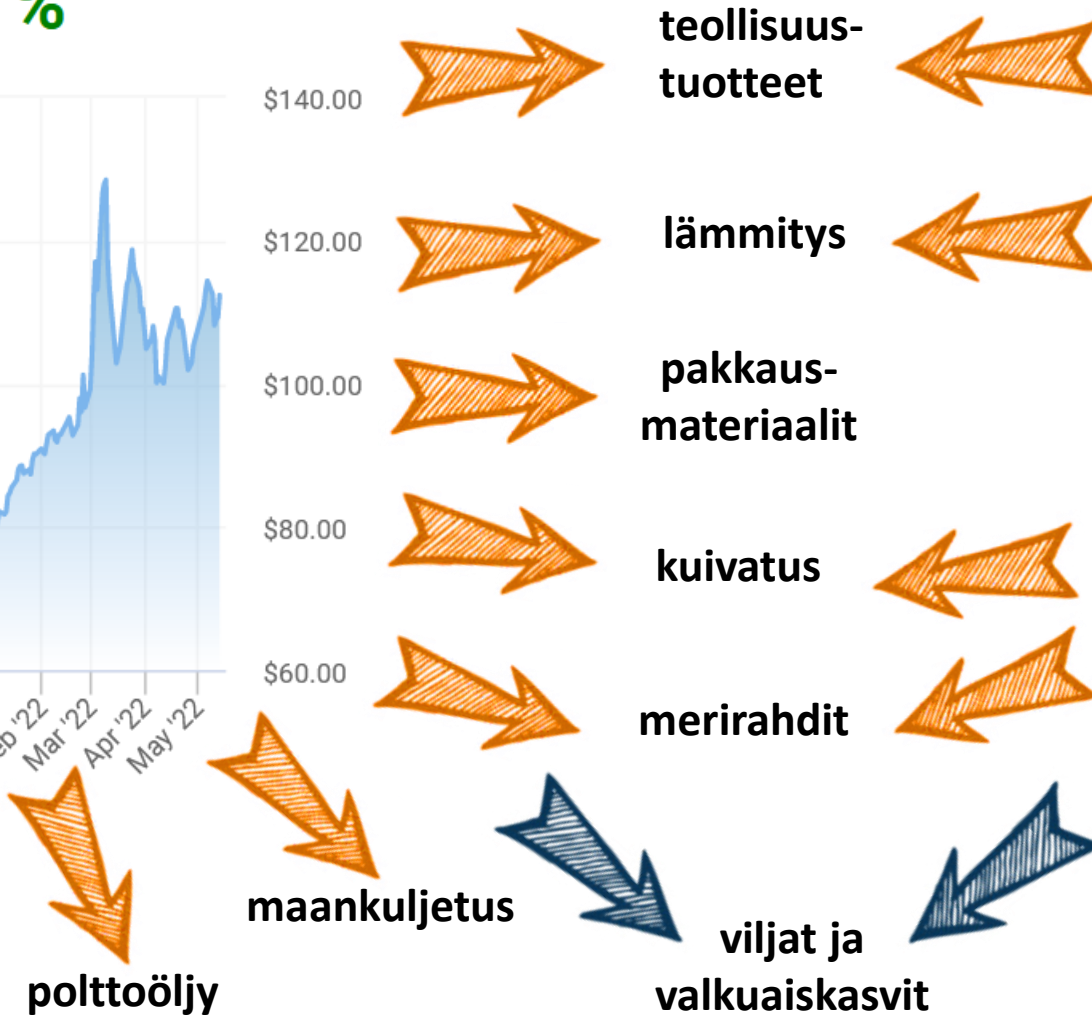 %
$140.00
$120.00
$100.00
$80.00
$60.00
Mar '22
Apr '22
May '22
teollisuus-
tuotteet
lämmitys
pakkaus-
materiaalit
kuivatus
merirahdit
maankuljetus
viljat ja
valkuaiskasvit
polttoöljy